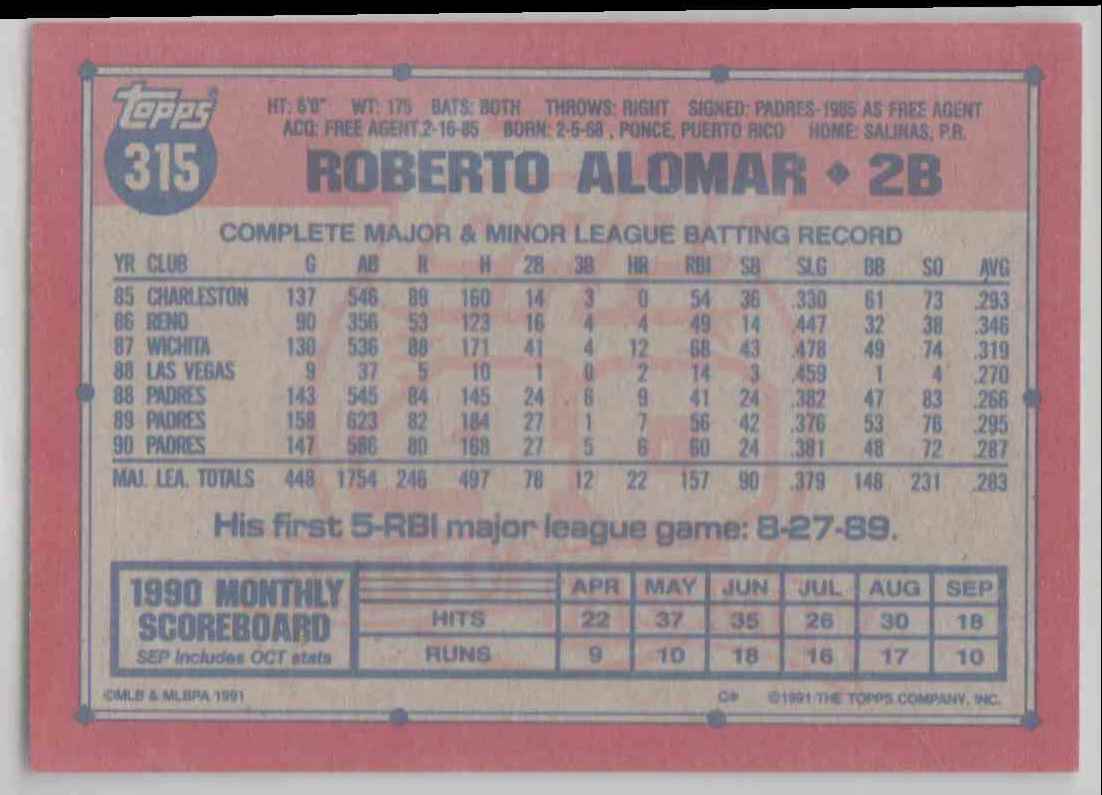 Topps®
315
HT: 6'0" WT: 175 BATS: BOTH THROWS: RIGHT SIGNED: PADRES-1985 AS FREE AGENT
ACQ: FREE AGENT, 2-16-85 BORN: 2-5-68, PONCE, PUERTO RICO HOME: SALINAS, P.R.
ROBERTO ALOMAR ◆ 2B
COMPLETE MAJOR & MINOR LEAGUE BATTING RECORD
YR CLUB G AB R H 2B 3B HR RBI SB SLG BB SO AVG
85 CHARLESTON 137 546 89 160 14 3 0 54 36 .330 61 73 .293
86 RENO 90 356 53 123 16 4 4 49 14 .447 32 38 .346
87 WICHITA 130 536 88 171 41 4 12 68 43 .478 49 74 .319
88 LAS VEGAS 9 37 5 10 1 0 2 14 3 .459 1 4 .270
88 PADRES 143 545 84 145 24 6 9 41 24 .382 47 83 .266
89 PADRES 158 623 82 184 27 1 7 56 42 .376 53 76 .295
90 PADRES 147 586 80 168 27 5 6 60 24 .381 48 72 .287
MAJ. LEA. TOTALS 448 1754 246 497 78 12 22 157 90 .379 148 231 .283
His first 5-RBI major league game: 8-27-89.
1990 MONTHLY
SCOREBOARD
SEP includes OCT stats
APR MAY JUN JUL AUG SEP
HITS 22 37 35 26 30 18
RUNS 9 10 18 16 17 10
©MLB & MLBPA 1991 C# ©1991 THE TOPPS COMPANY, INC.